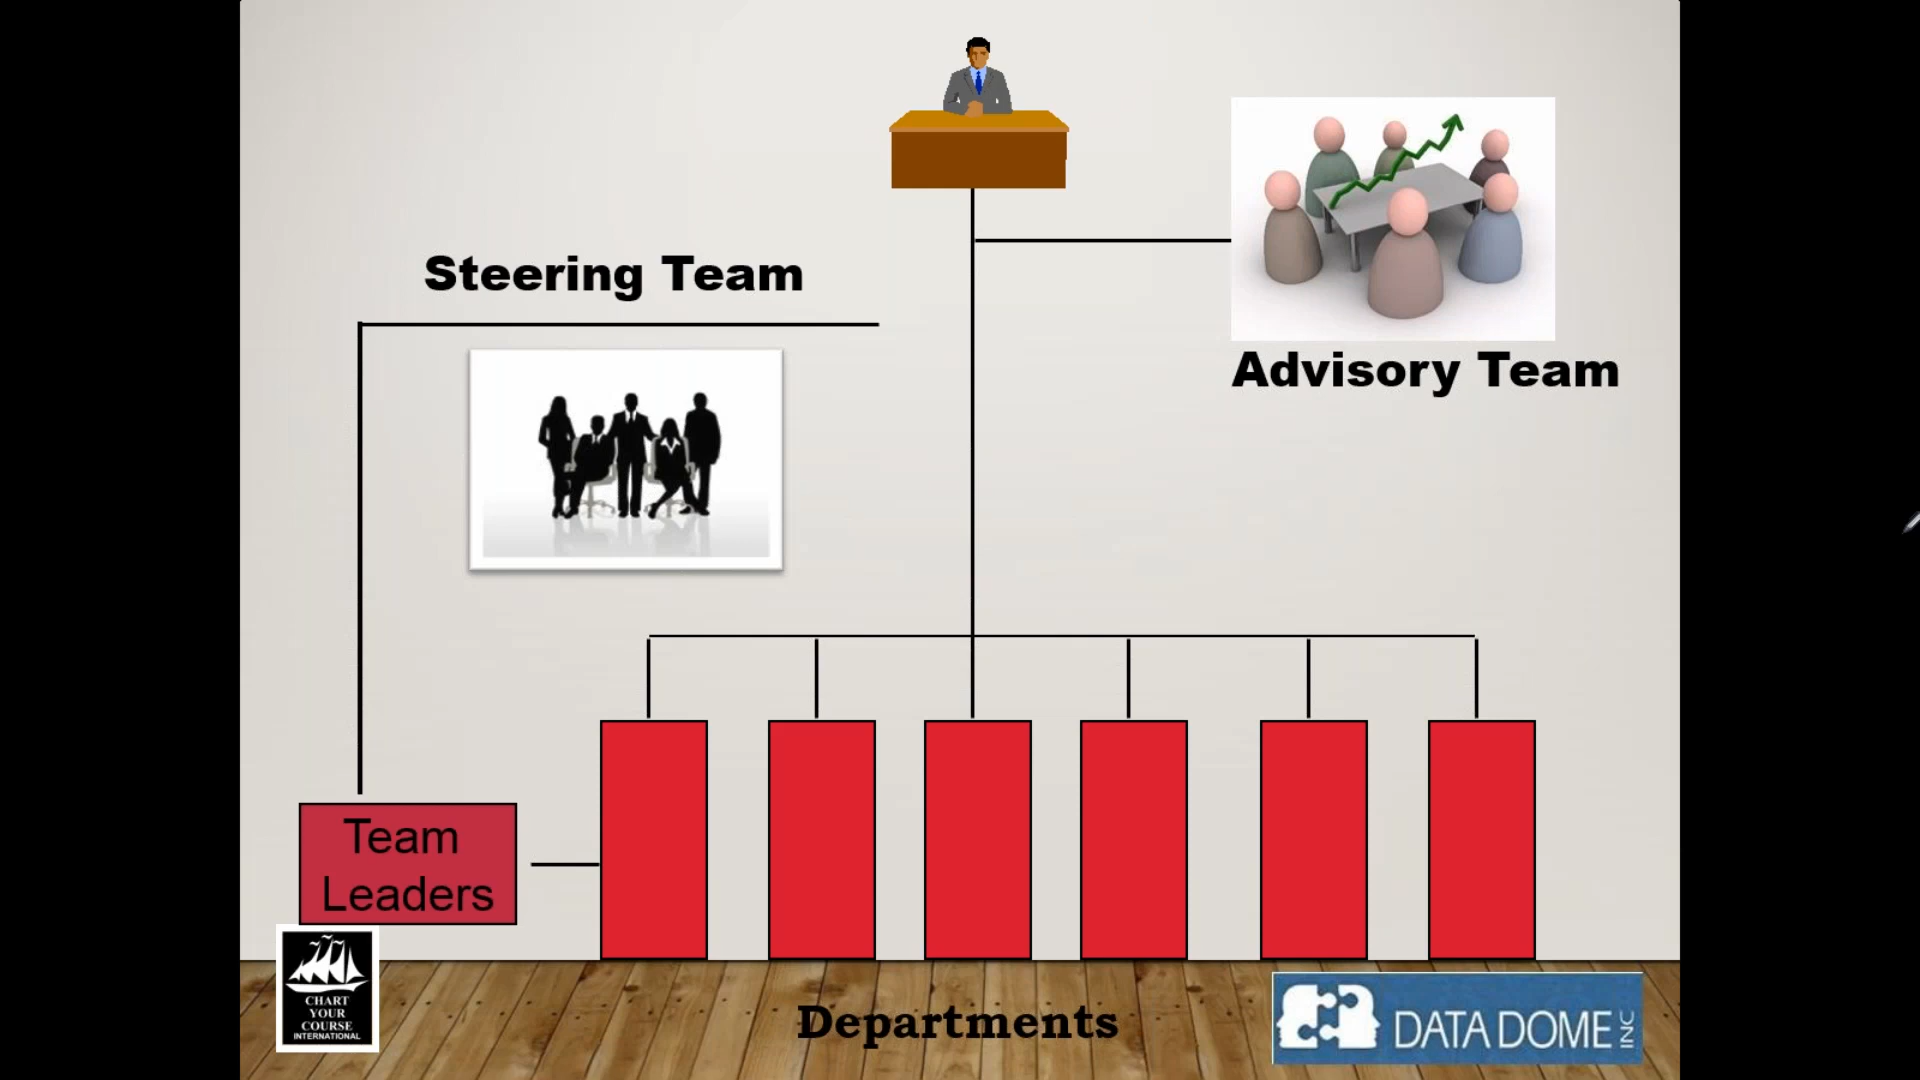 Steering Team
Advisory Team
Team
Leaders
CHART
YOUR
COURSE
INTERNATIONAL
Departments
DATA DOME INC